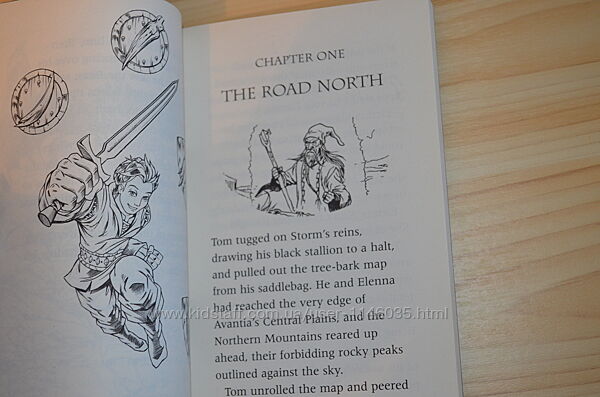 CHAPTER ONE
THE ROAD NORTH
Tom tugged on Storm's reins,
drawing his black stallion to a halt,
and pulled out the tree-bark map
from his saddlebag. He and Elenna
had reached the very edge of
Avantia's Central Plains, and the
Northern Mountains reared up
ahead, their forbidding rocky peaks
outlined against the sky.
Tom unrolled the map and peered